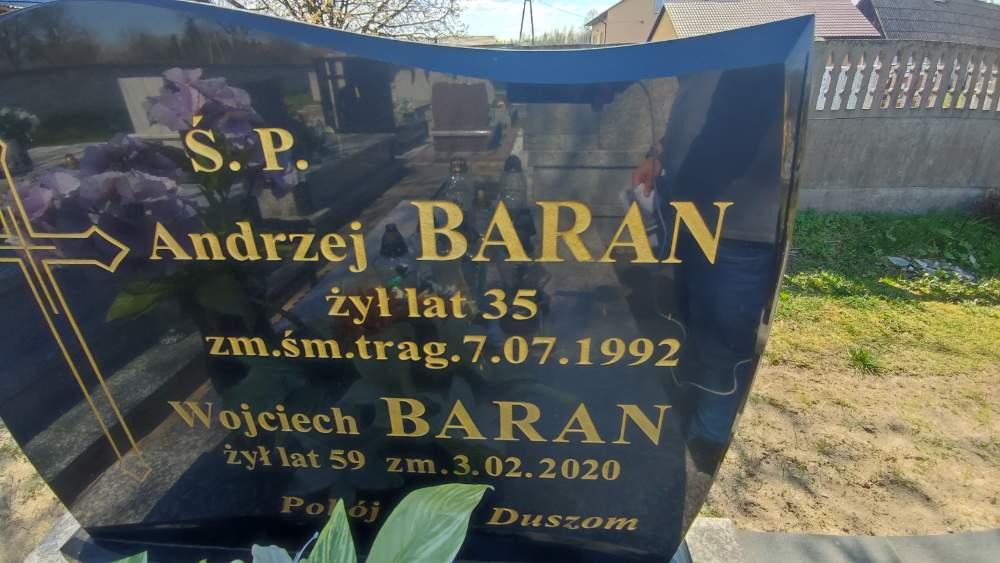 Ś. P.
Andrzej BARAN
żył lat 35
zm.śm.trag.7.07.1992
Wojciech BARAN
żył lat 59 zm.3.02.2020
Pokój Duszom